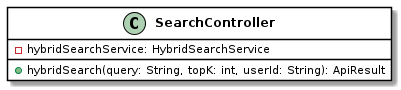 C SearchController
hybridSearchService: HybridSearchService
hybridSearch(query: String, topK: int, userId: String): ApiResult